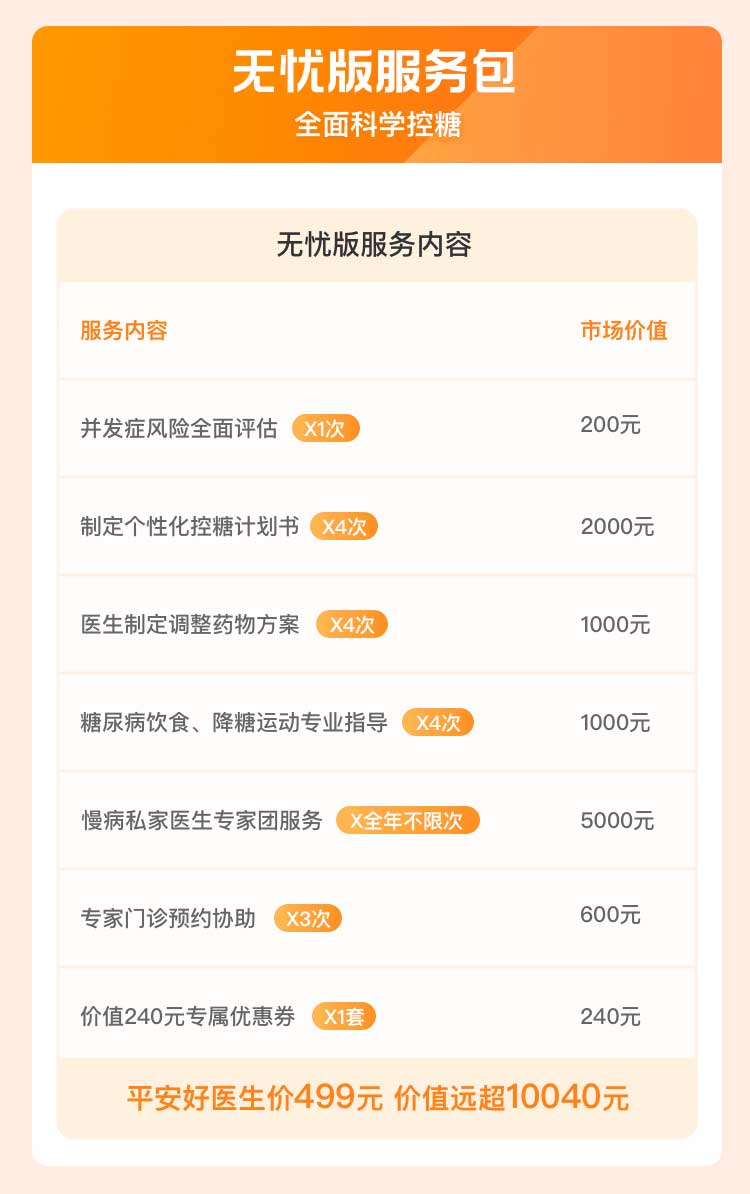 无忧版服务包
全面科学控糖
无忧版服务内容
服务内容 市场价值
并发症风险全面评估 X1次 200元
制定个性化控糖计划书 X4次 2000元
医生制定调整药物方案 X4次 1000元
糖尿病饮食、降糖运动专业指导 X4次 1000元
慢病私家医生专家团服务 X全年不限次 5000元
专家门诊预约协助 X3次 600元
价值240元专属优惠券 X1套 240元
平安好医生价499元 价值远超10040元